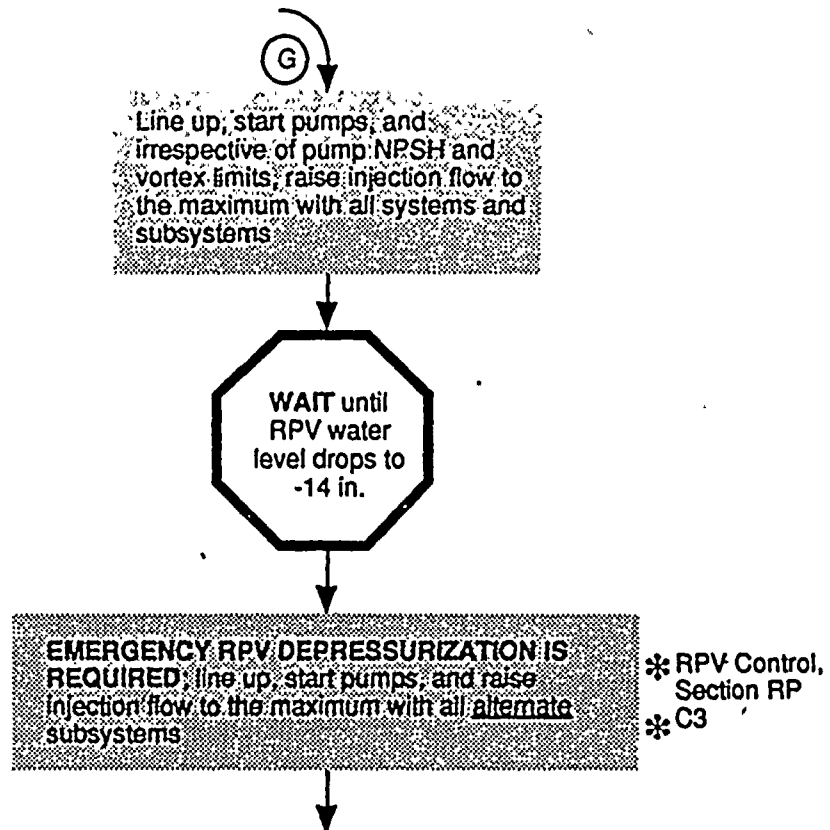 G
Line up, start pumps, and
irrespective of pump NPSH and
vortex limits, raise injection flow to
the maximum with all systems and
subsystems
WAIT until
RPV water
level drops to
-14 in.
EMERGENCY RPV DEPRESSURIZATION IS
REQUIRED; line up, start pumps, and raise
injection flow to the maximum with all alternate
subsystems
* RPV Control,
Section RP
* C3